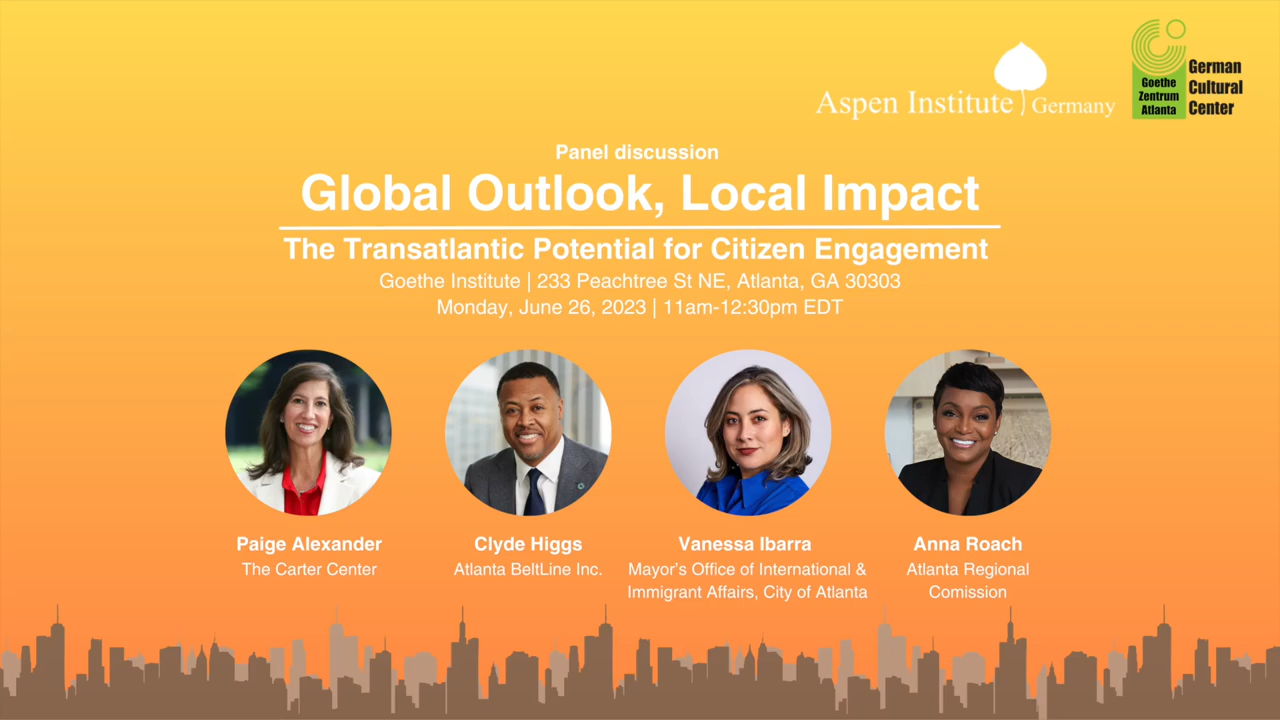 Aspen Institute Germany
Goethe
Zentrum
Atlanta
German
Cultural
Center
Panel discussion
Global Outlook, Local Impact
The Transatlantic Potential for Citizen Engagement
Goethe Institute | 233 Peachtree St NE, Atlanta, GA 30303
Monday, June 26, 2023 | 11am-12:30pm EDT
Paige Alexander
The Carter Center
Clyde Higgs
Atlanta BeltLine Inc.
Vanessa Ibarra
Mayor's Office of International &
Immigrant Affairs, City of Atlanta
Anna Roach
Atlanta Regional
Comission